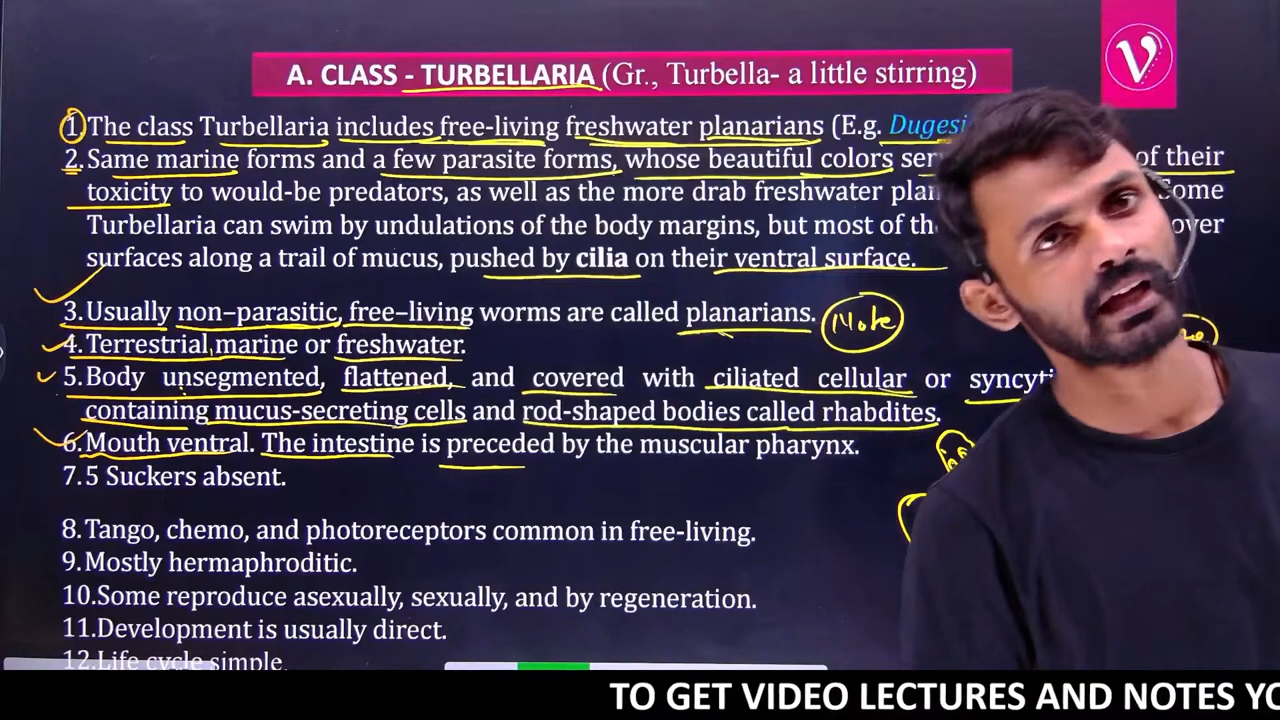 A. CLASS - TURBELLARIA (Gr., Turbella- a little stirring)
1. The class Turbellaria includes free-living freshwater planarians (E.g.
2. Same marine forms and a few parasite forms, whose beautiful colors of their
toxicity to would-be predators, as well as the more drab freshwater
Turbellaria can swim by undulations of the body margins, but most of over
surfaces along a trail of mucus, pushed by cilia on their ventral surface.
3. Usually non–parasitic, free–living worms are called planarians. Note
4. Terrestrial, marine or freshwater.
5. Body unsegmented, flattened, and covered with ciliated cellular or
containing mucus-secreting cells and rod-shaped bodies called rhabdites.
6. Mouth ventral. The intestine is preceded by the muscular pharynx.
7.5 Suckers absent.
8. Tango, chemo, and photoreceptors common in free-living.
9. Mostly hermaphroditic.
10.Some reproduce asexually, sexually, and by regeneration.
11.Development is usually direct.
12.Life cycle simple.
TO GET VIDEO LECTURES AND NOTES